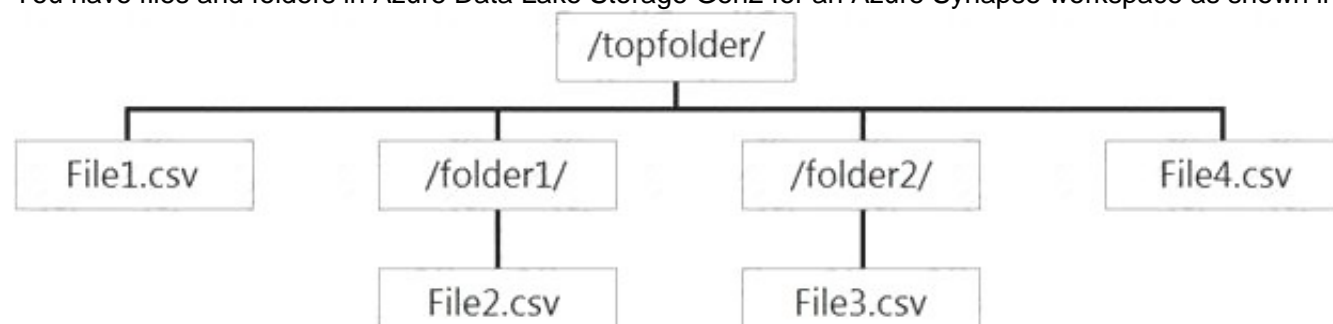 You have files and folders in Azure Data Lake Storage Gen2 for an Azure Synapse workspace as shown in
/topfolder/
File1.csv /folder1/ /folder2/ File4.csv
File2.csv File3.csv